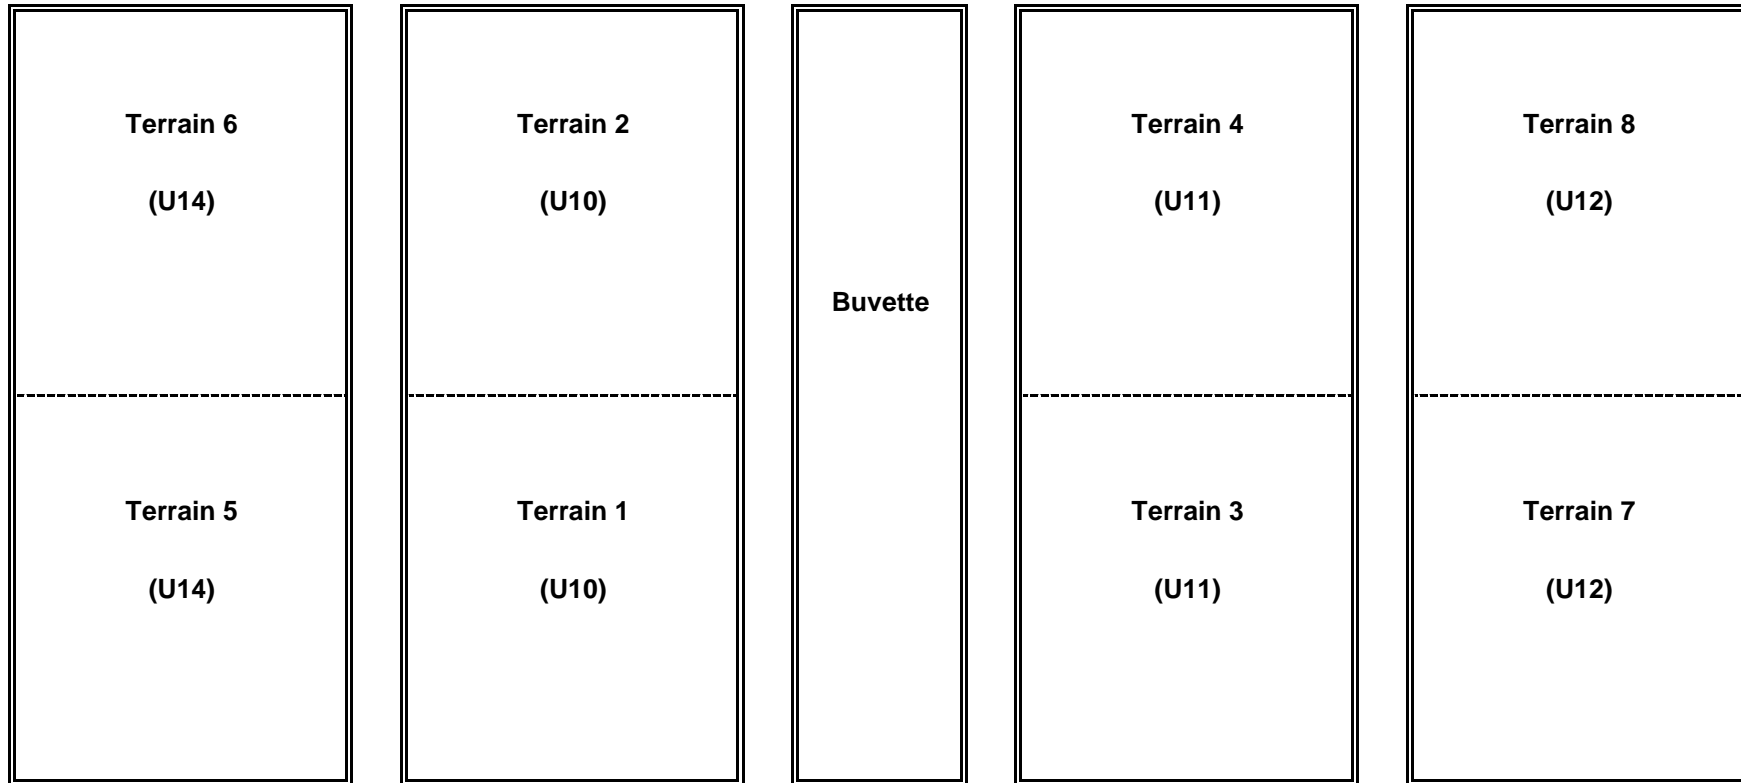 Terrain 6
(U14)
Terrain 2
(U10)
Buvette
Terrain 4
(U11)
Terrain 8
(U12)
Terrain 5
(U14)
Terrain 1
(U10)
Terrain 3
(U11)
Terrain 7
(U12)